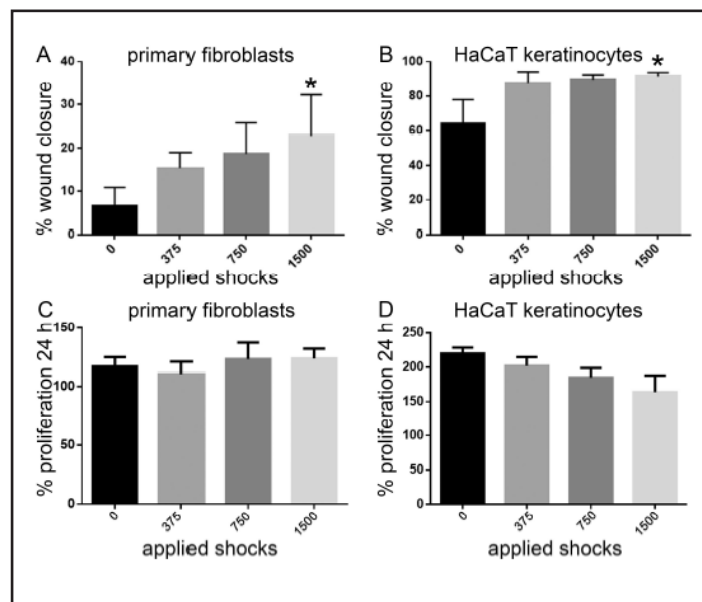 A primary fibroblasts
% wound closure
40
30
20
10
0
*
0 375 750 1500
applied shocks
B HaCaT keratinocytes
% wound closure
100
80
60
40
20
0
*
0 375 750 1500
applied shocks
C primary fibroblasts
% proliferation 24 h
150
100
50
0
0 375 750 1500
applied shocks
D HaCaT keratinocytes
% proliferation 24 h
250
200
150
100
50
0
0 375 750 1500
applied shocks